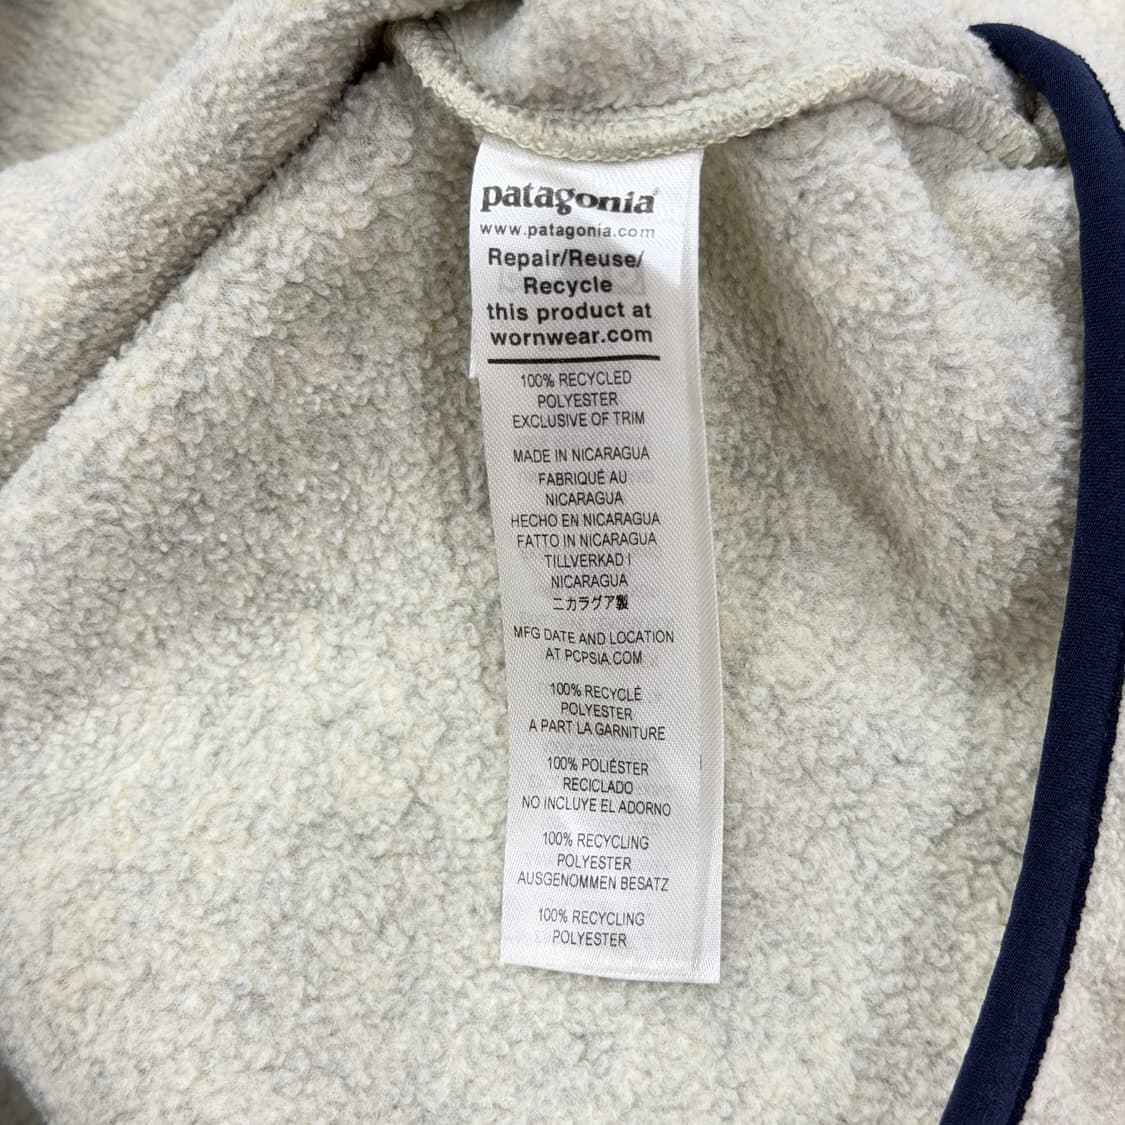 patagonia®
www.patagonia.com
Repair/Reuse/
Recycle
this product at
wornwear.com
100% RECYCLED
POLYESTER
EXCLUSIVE OF TRIM
MADE IN NICARAGUA
FABRIQUÉ AU
NICARAGUA
HECHO EN NICARAGUA
FATTO IN NICARAGUA
TILLVERKAD I
NICARAGUA
ニカラグア製
MFG DATE AND LOCATION
AT PCPSIA.COM
100% RECYCLÉ
POLYESTER
A PART LA GARNITURE
100% POLIÉSTER
RECICLADO
NO INCLUYE EL ADORNO
100% RECYCLING
POLYESTER
AUSGENOMMEN BESATZ
100% RECYCLING
POLYESTER